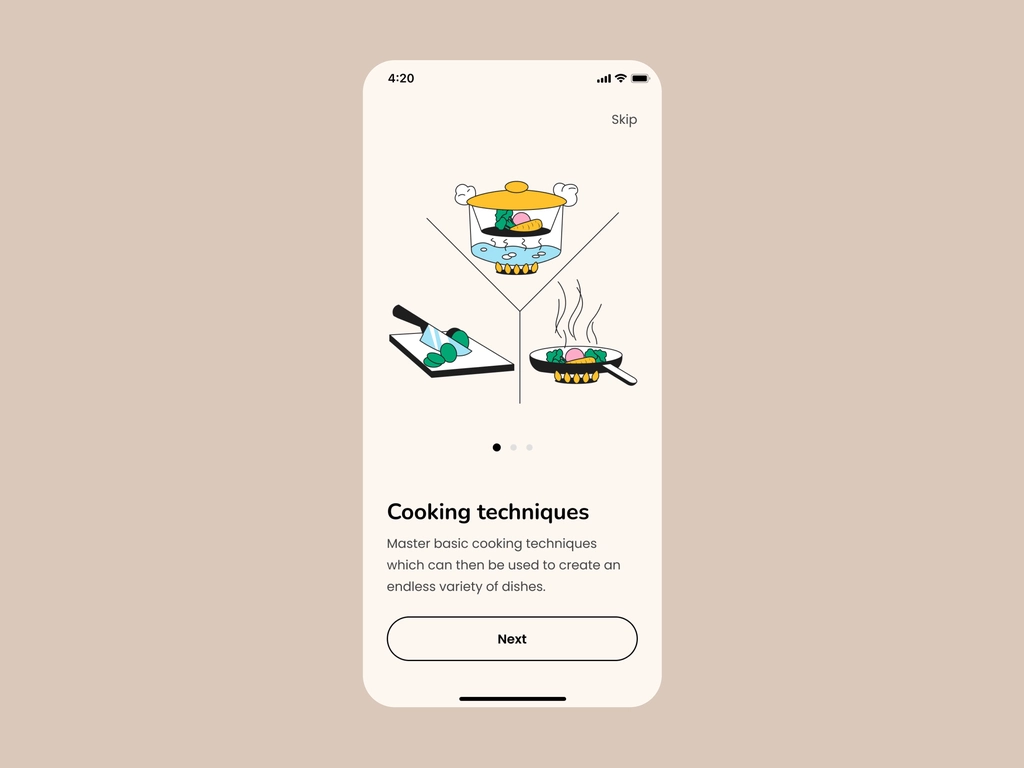 4:20
Skip
Cooking techniques
Master basic cooking techniques
which can then be used to create an
endless variety of dishes.
Next